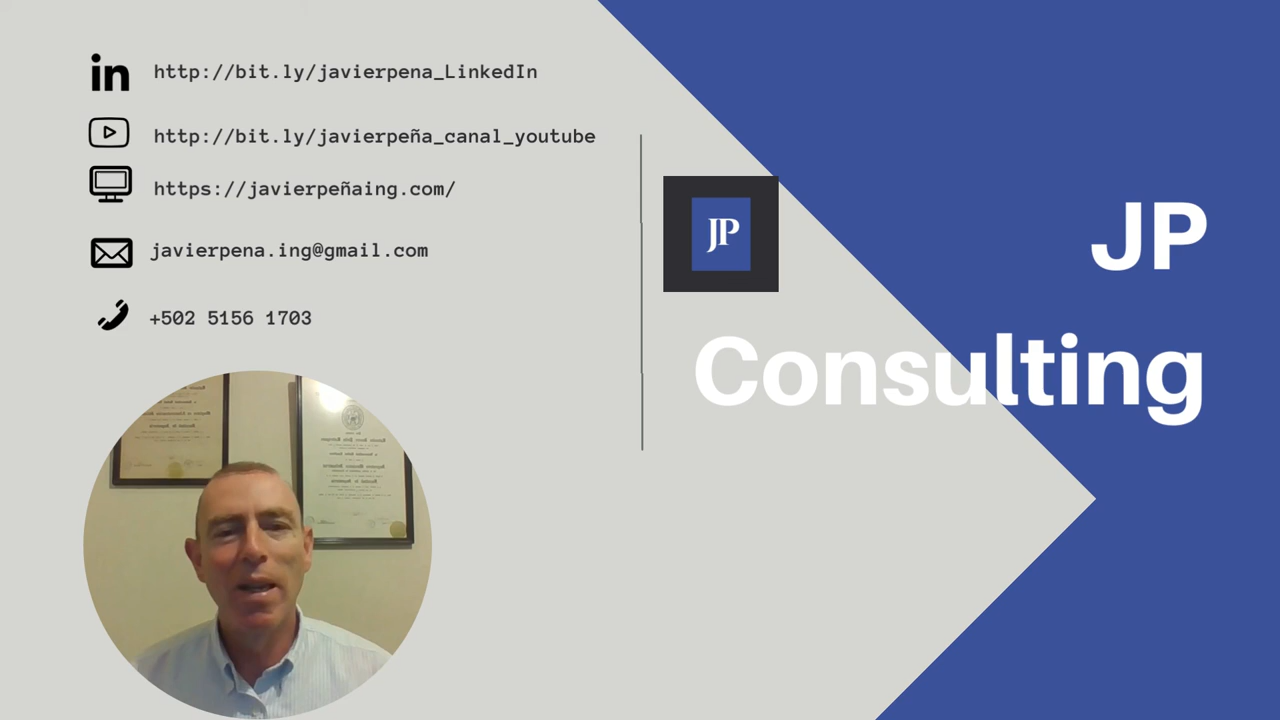 in
http://bit.ly/javierpena_LinkedIn
http://bit.ly/javierpeña_canal_youtube
https://javierpeñaing.com/
javierpena.ing@gmail.com
+502 5156 1703
JP
JP
Consulting